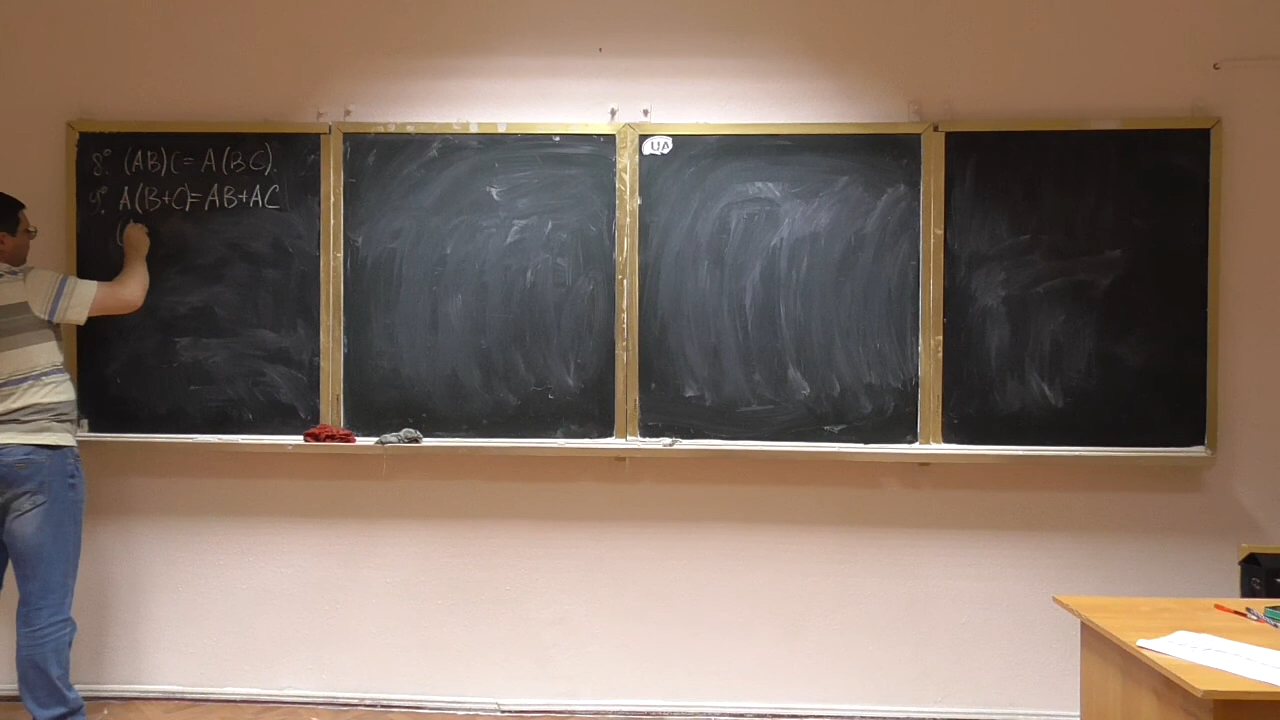 8°. (AB)C = A(BC).
9°. A(B+C)=AB+AC
(
UA